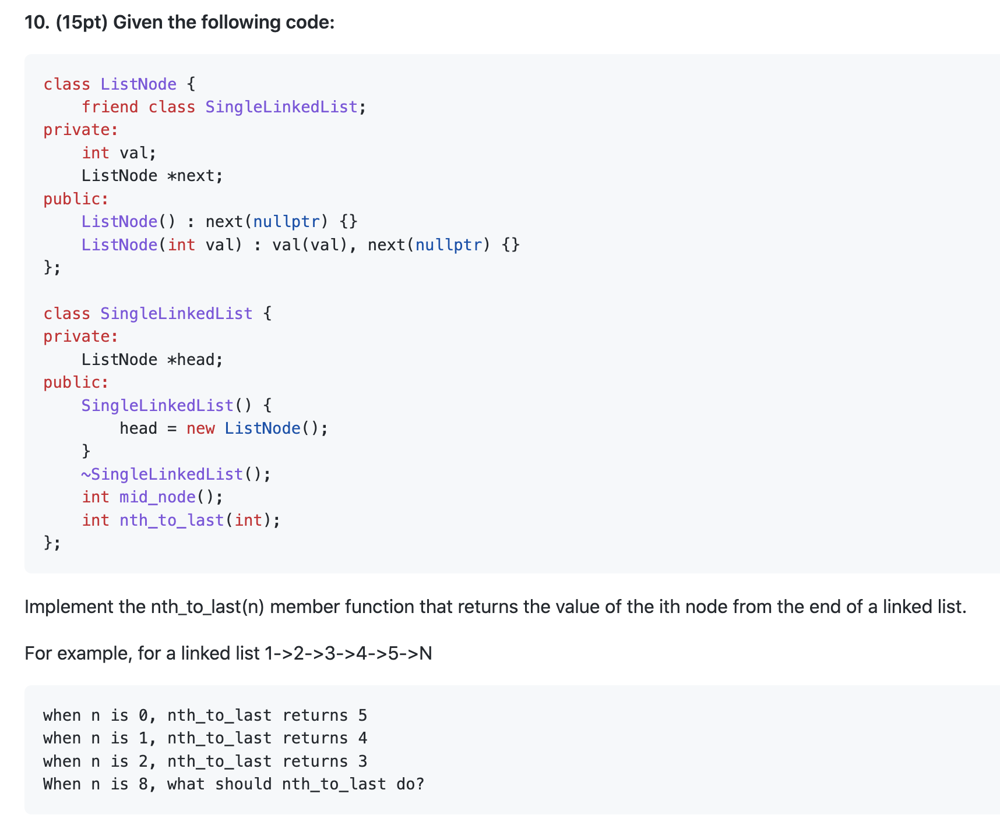 10. (15pt) Given the following code:
class ListNode {
    friend class SingleLinkedList;
private:
    int val;
    ListNode *next;
public:
    ListNode() : next(nullptr) {}
    ListNode(int val) : val(val), next(nullptr) {}
};
class SingleLinkedList {
private:
    ListNode *head;
public:
    SingleLinkedList() {
        head = new ListNode();
    }
    ~SingleLinkedList();
    int mid_node();
    int nth_to_last(int);
};
Implement the nth_to_last(n) member function that returns the value of the ith node from the end of a linked list.
For example, for a linked list 1->2->3->4->5->N
when n is 0, nth_to_last returns 5
when n is 1, nth_to_last returns 4
when n is 2, nth_to_last returns 3
When n is 8, what should nth_to_last do?